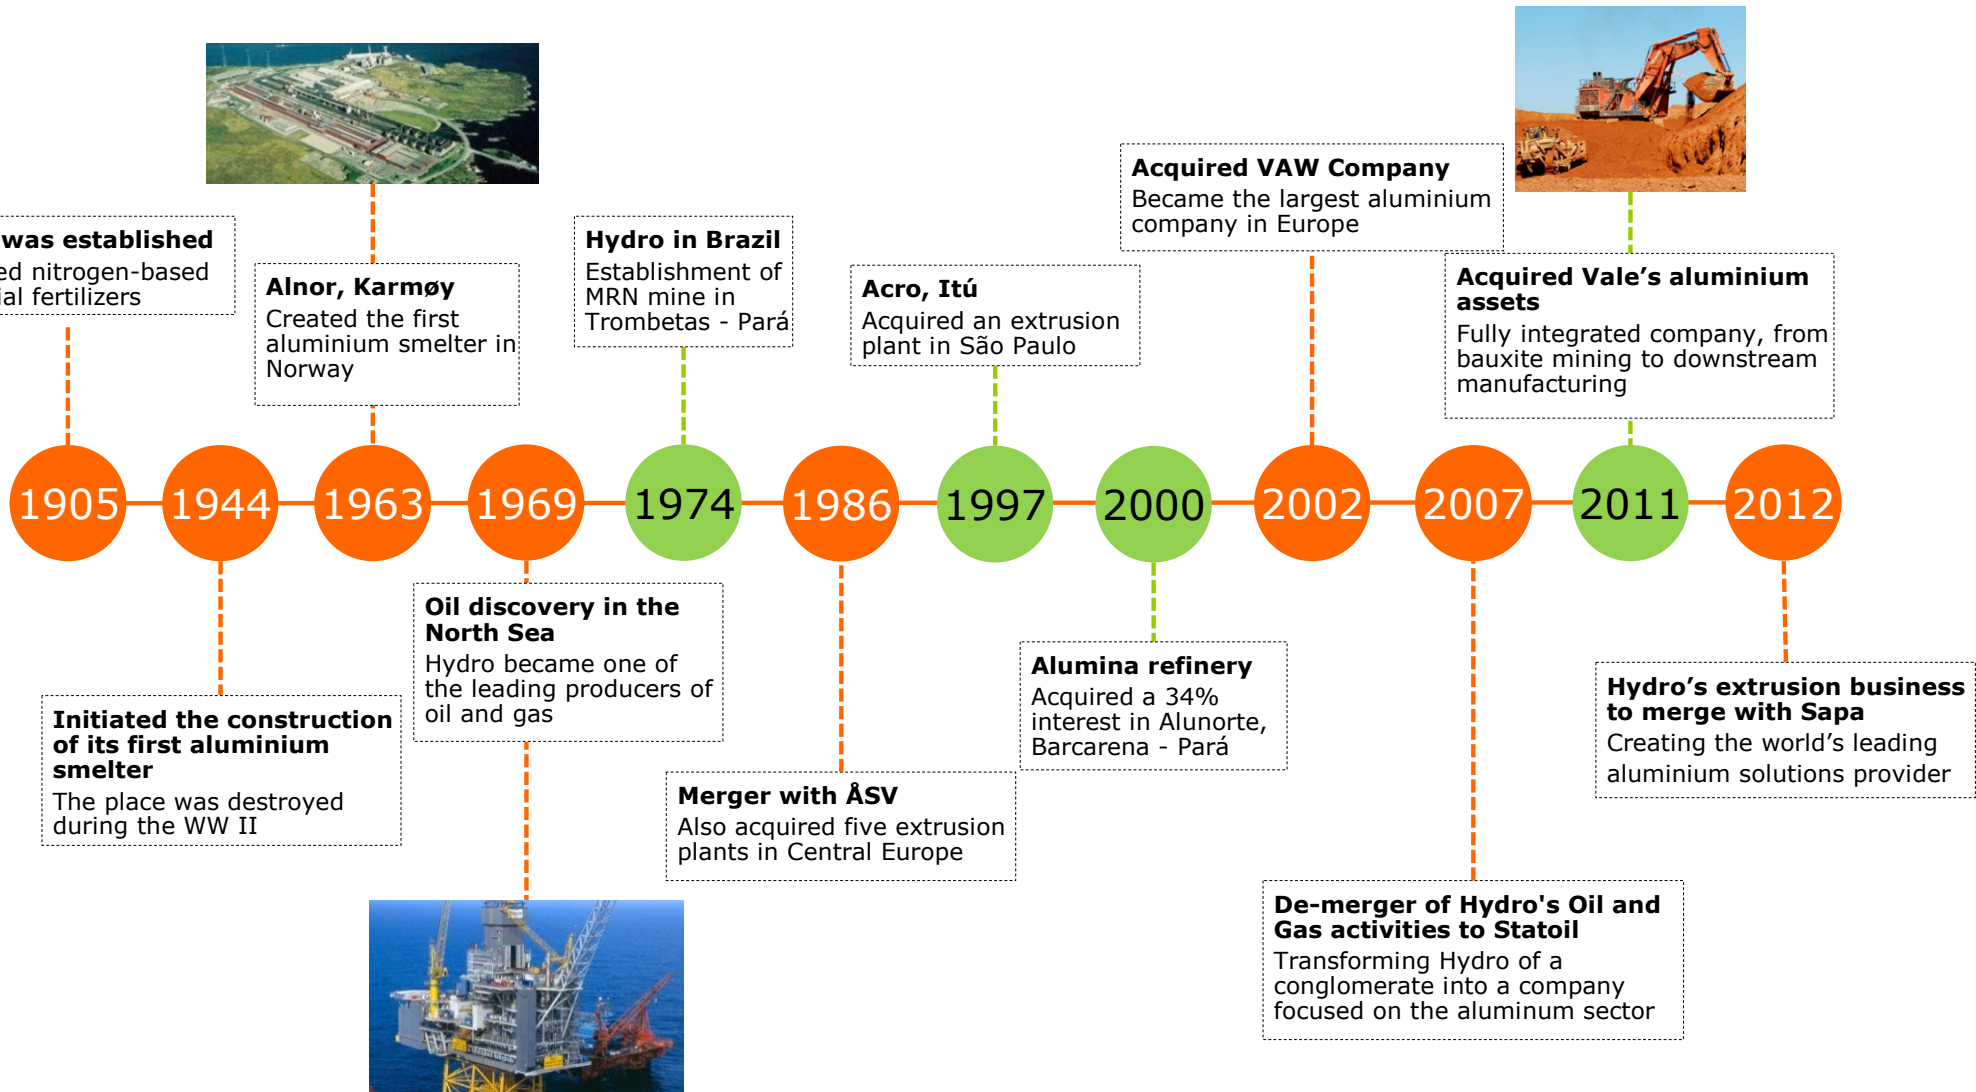 was established
nitrogen-based
fertilizers
Alnor, Karmøy
Created the first
aluminium smelter in
Norway
Hydro in Brazil
Establishment of
MRN mine in
Trombetas - Pará
Acro, Itú
Acquired an extrusion
plant in São Paulo
Acquired VAW Company
Became the largest aluminium
company in Europe
Acquired Vale’s aluminium
assets
Fully integrated company, from
bauxite mining to downstream
manufacturing
1905
1944
1963
1969
1974
1986
1997
2000
2002
2007
2011
2012
Initiated the construction
of its first aluminium
smelter
The place was destroyed
during the WW II
Oil discovery in the
North Sea
Hydro became one of
the leading producers of
oil and gas
Merger with ÅSV
Also acquired five extrusion
plants in Central Europe
Alumina refinery
Acquired a 34%
interest in Alunorte,
Barcarena - Pará
De-merger of Hydro's Oil and
Gas activities to Statoil
Transforming Hydro of a
conglomerate into a company
focused on the aluminum sector
Hydro’s extrusion business
to merge with Sapa
Creating the world’s leading
aluminium solutions provider